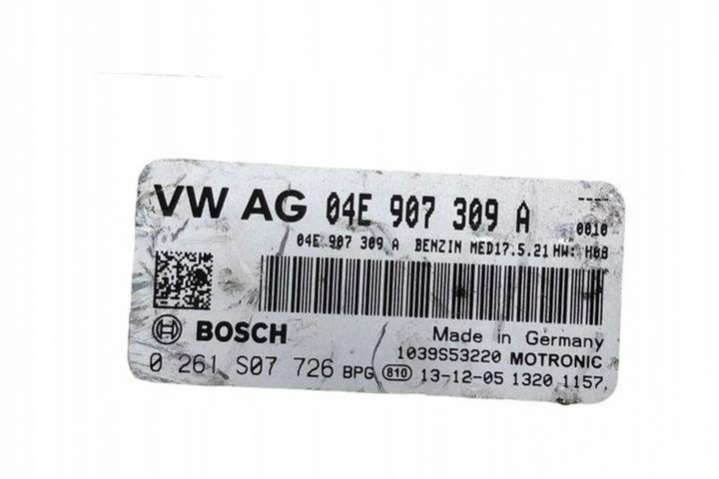 VW AG 04E 907 309 A
----
0010
04E 907 309 A BENZIN MED17.5.21 HW: H08
BOSCH
Made in Germany
1039S53220 MOTRONIC
0 261 S07 726 BPG 810 13-12-05 1320 1157